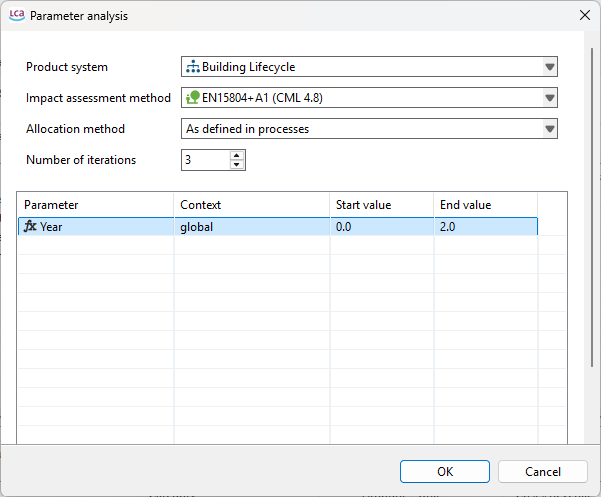 LCA Parameter analysis
Product system Building Lifecycle
Impact assessment method EN15804+A1 (CML 4.8)
Allocation method As defined in processes
Number of iterations 3
Parameter Context Start value End value
fx Year global 0.0 2.0
OK Cancel